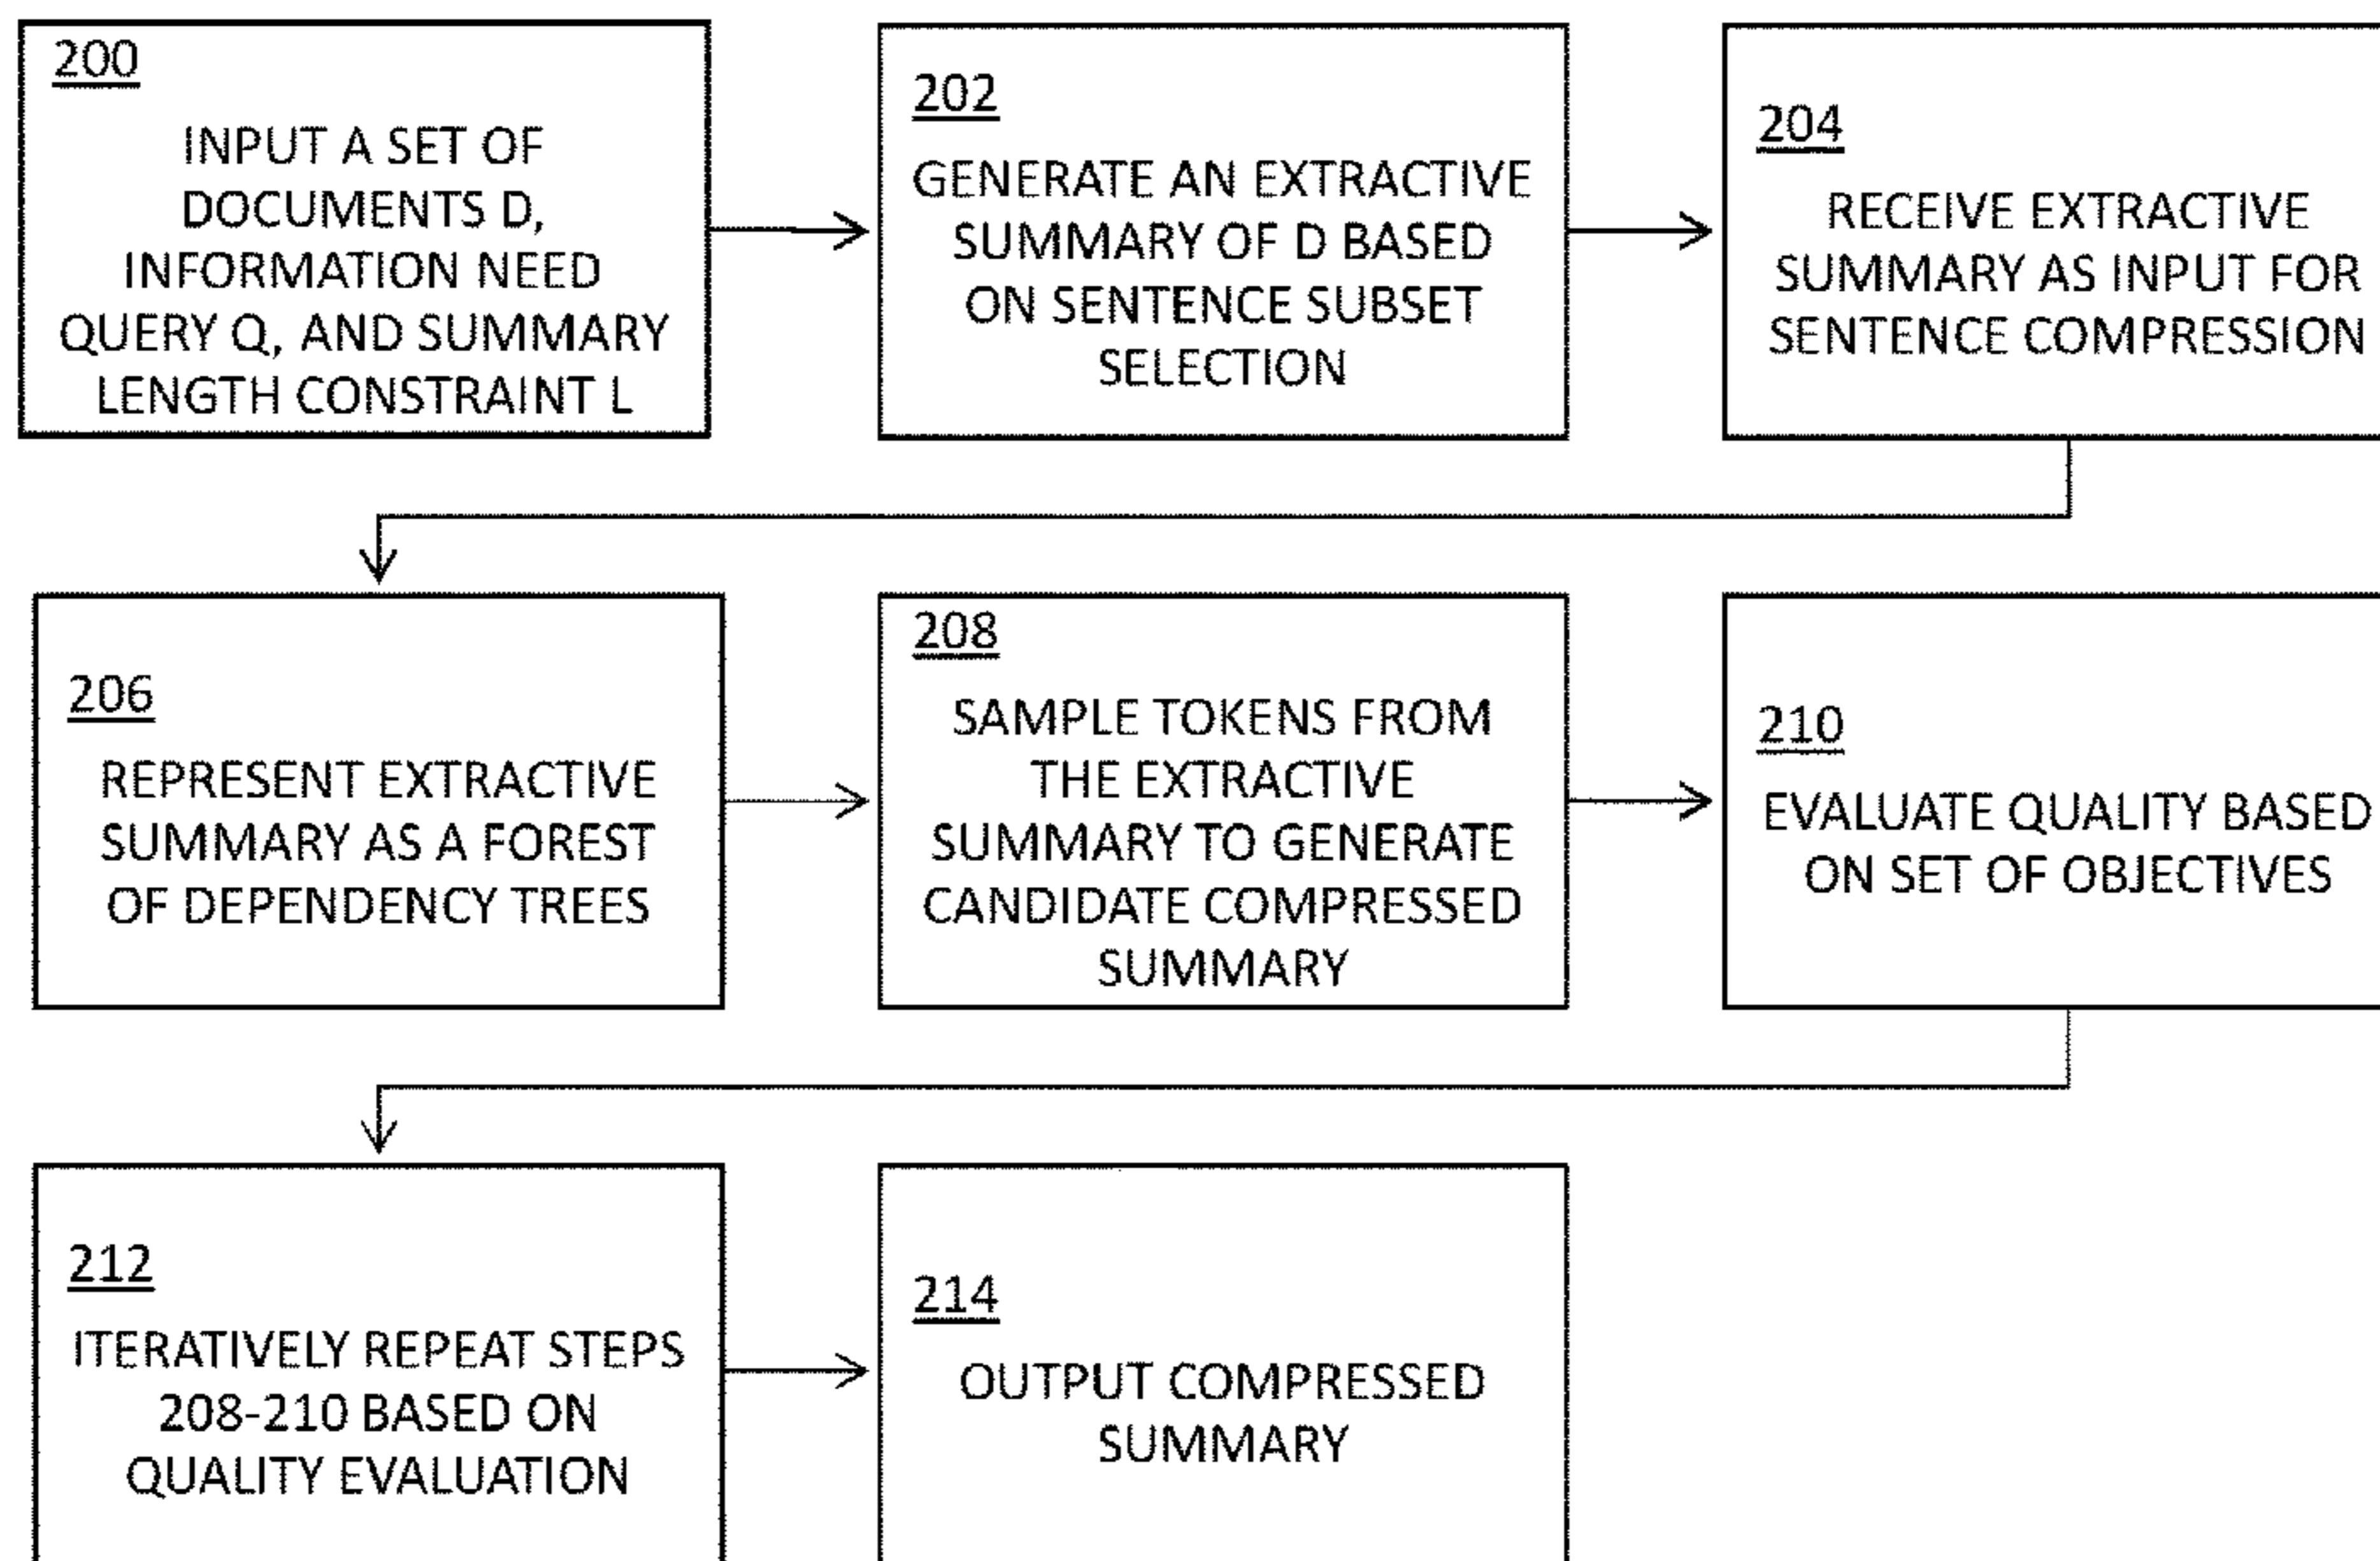 200
INPUT A SET OF
DOCUMENTS D,
INFORMATION NEED
QUERY Q, AND SUMMARY
LENGTH CONSTRAINT L
202
GENERATE AN EXTRACTIVE
SUMMARY OF D BASED
ON SENTENCE SUBSET
SELECTION
204
RECEIVE EXTRACTIVE
SUMMARY AS INPUT FOR
SENTENCE COMPRESSION
206
REPRESENT EXTRACTIVE
SUMMARY AS A FOREST
OF DEPENDENCY TREES
208
SAMPLE TOKENS FROM
THE EXTRACTIVE
SUMMARY TO GENERATE
CANDIDATE COMPRESSED
SUMMARY
210
EVALUATE QUALITY BASED
ON SET OF OBJECTIVES
212
ITERATIVELY REPEAT STEPS
208-210 BASED ON
QUALITY EVALUATION
214
OUTPUT COMPRESSED
SUMMARY